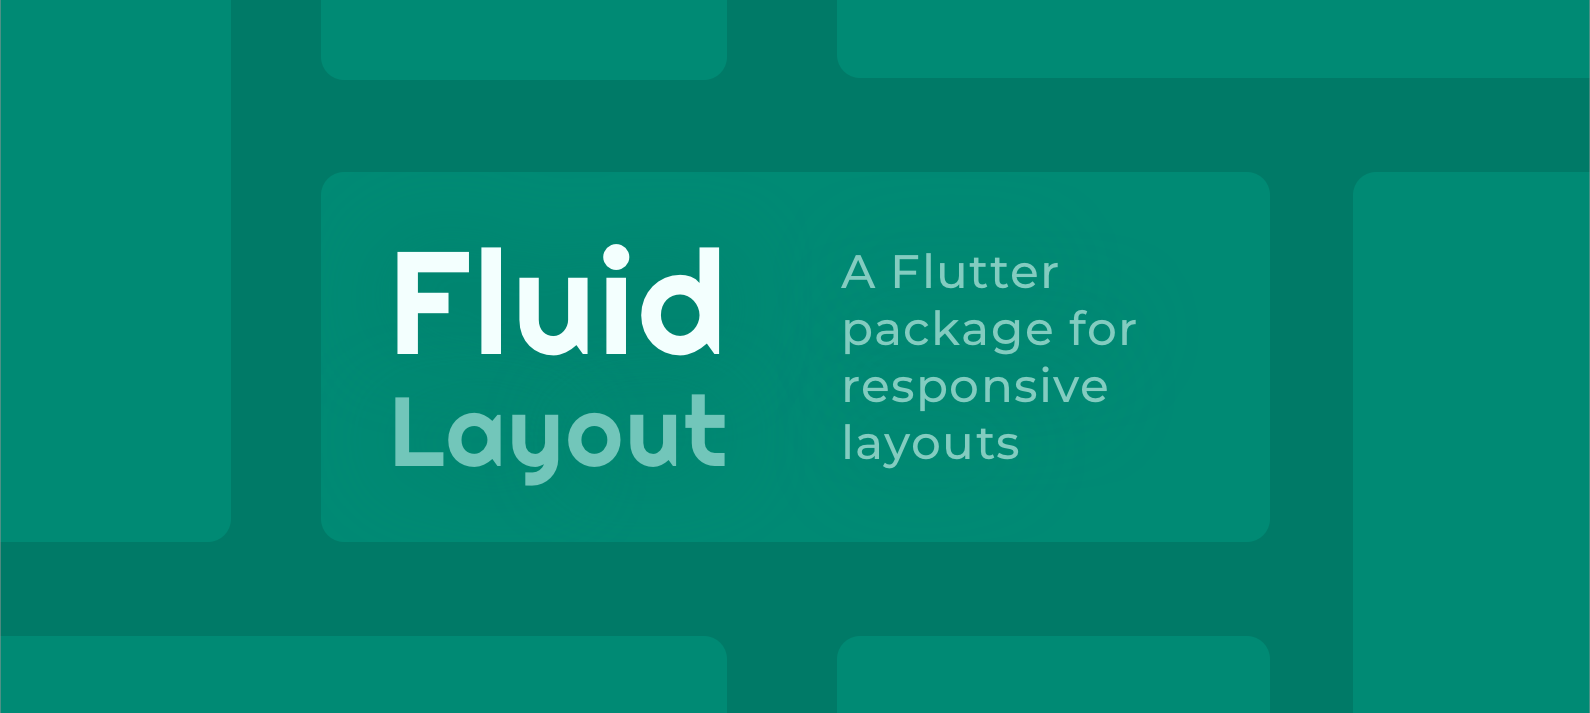 Fluid
Layout
A Flutter
package for
responsive
layouts